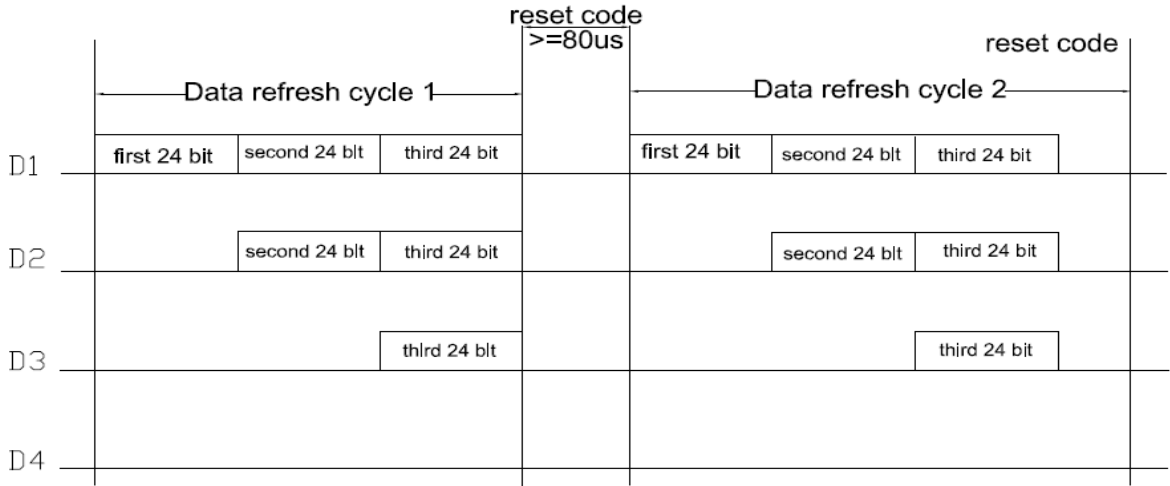 reset code
>=80us
reset code
Data refresh cycle 1
Data refresh cycle 2
D1 first 24 bit second 24 blt third 24 bit first 24 bit second 24 blt third 24 bit
D2 second 24 blt third 24 bit second 24 blt third 24 bit
D3 thlrd 24 blt third 24 bit
D4